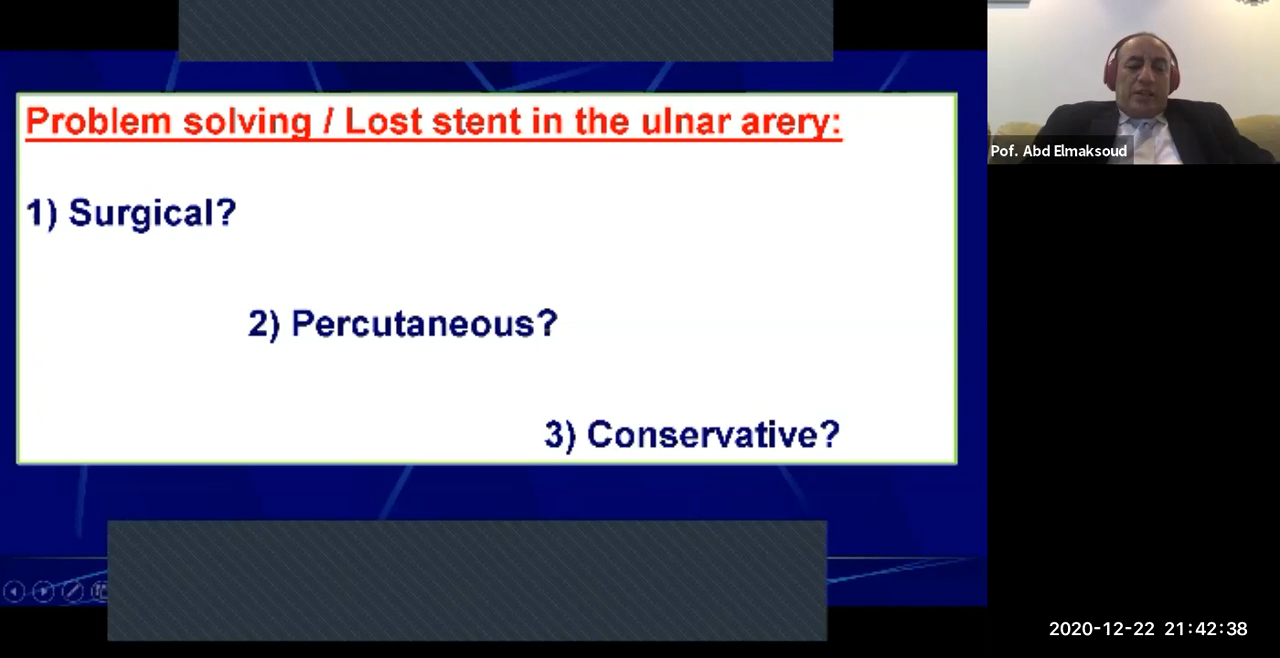 Problem solving / Lost stent in the ulnar arery:
1) Surgical?
2) Percutaneous?
3) Conservative?
Pof. Abd Elmaksoud
2020-12-22 21:42:38